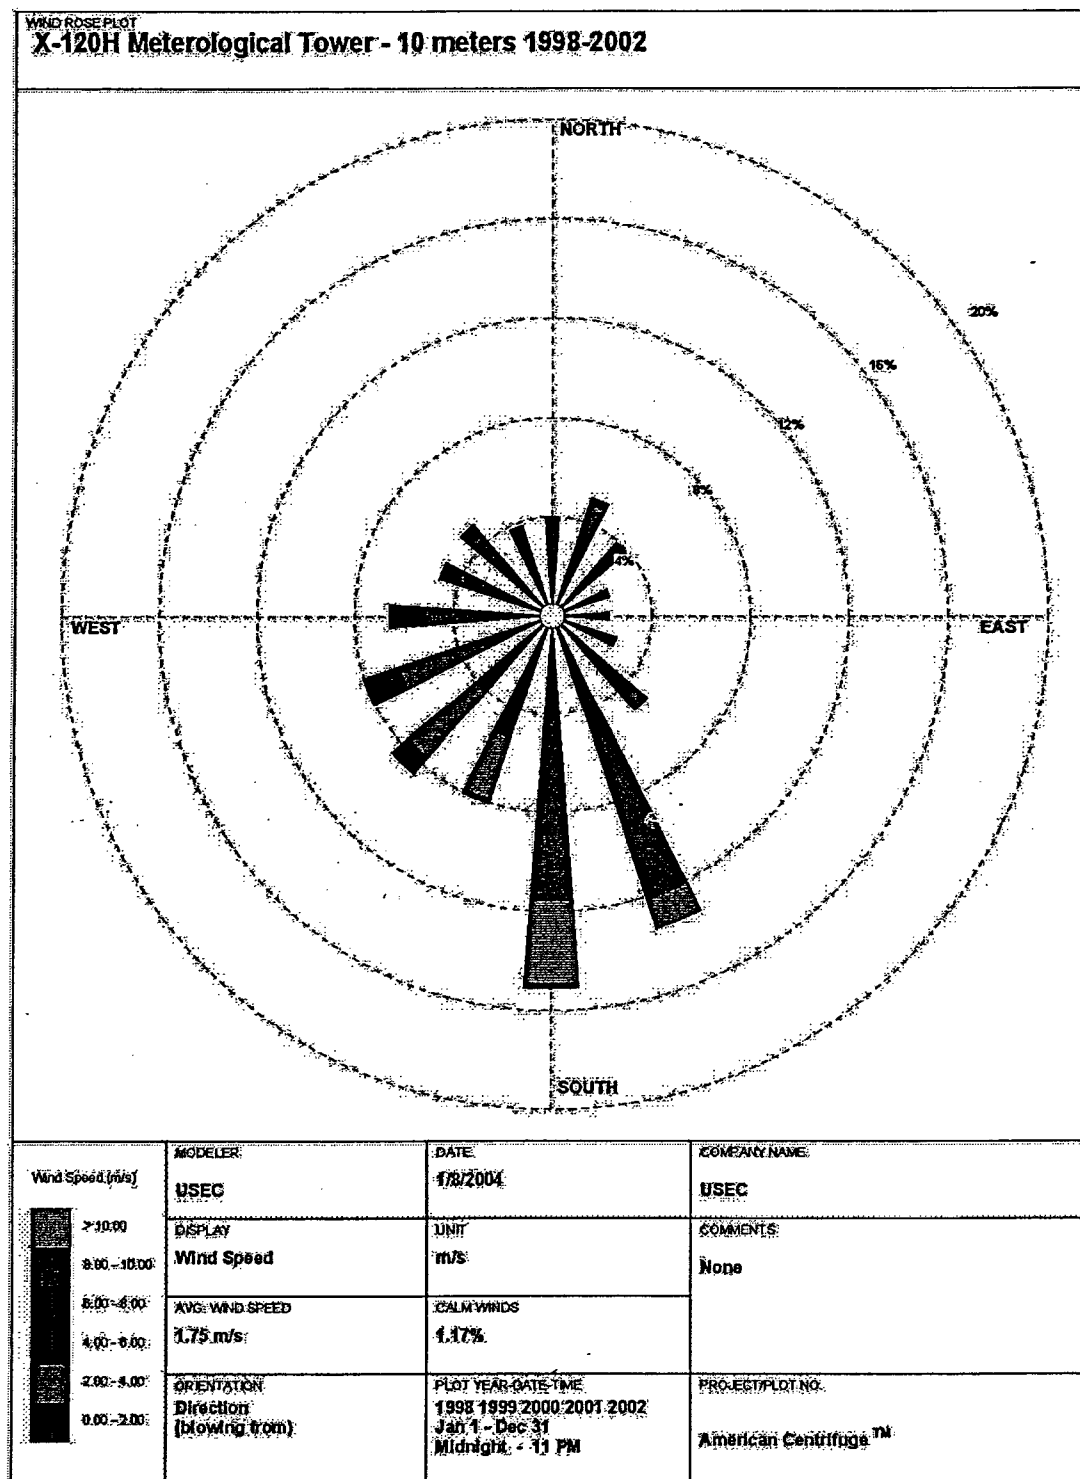 WIND ROSE PLOT
X-120H Meterological Tower - 10 meters 1998-2002
NORTH
20%
16%
12%
8%
4%
WEST
EAST
SOUTH
Wind Speed (m/s)
> 10.00
8.00 - 10.00
6.00 - 8.00
4.00 - 6.00
2.00 - 4.00
0.00 - 2.00
MODELER
USEC
DATE
1/8/2004
COMPANY NAME
USEC
DISPLAY
Wind Speed
UNIT
m/s
COMMENTS
None
AVG. WIND SPEED
1.75 m/s
CALM WINDS
1.17%
ORIENTATION
Direction
(blowing from)
PLOT YEAR-DATE-TIME
1998 1999 2000 2001 2002
Jan 1 - Dec 31
Midnight - 11 PM
PROJECT/PLOT NO.
American Centrifuge TM